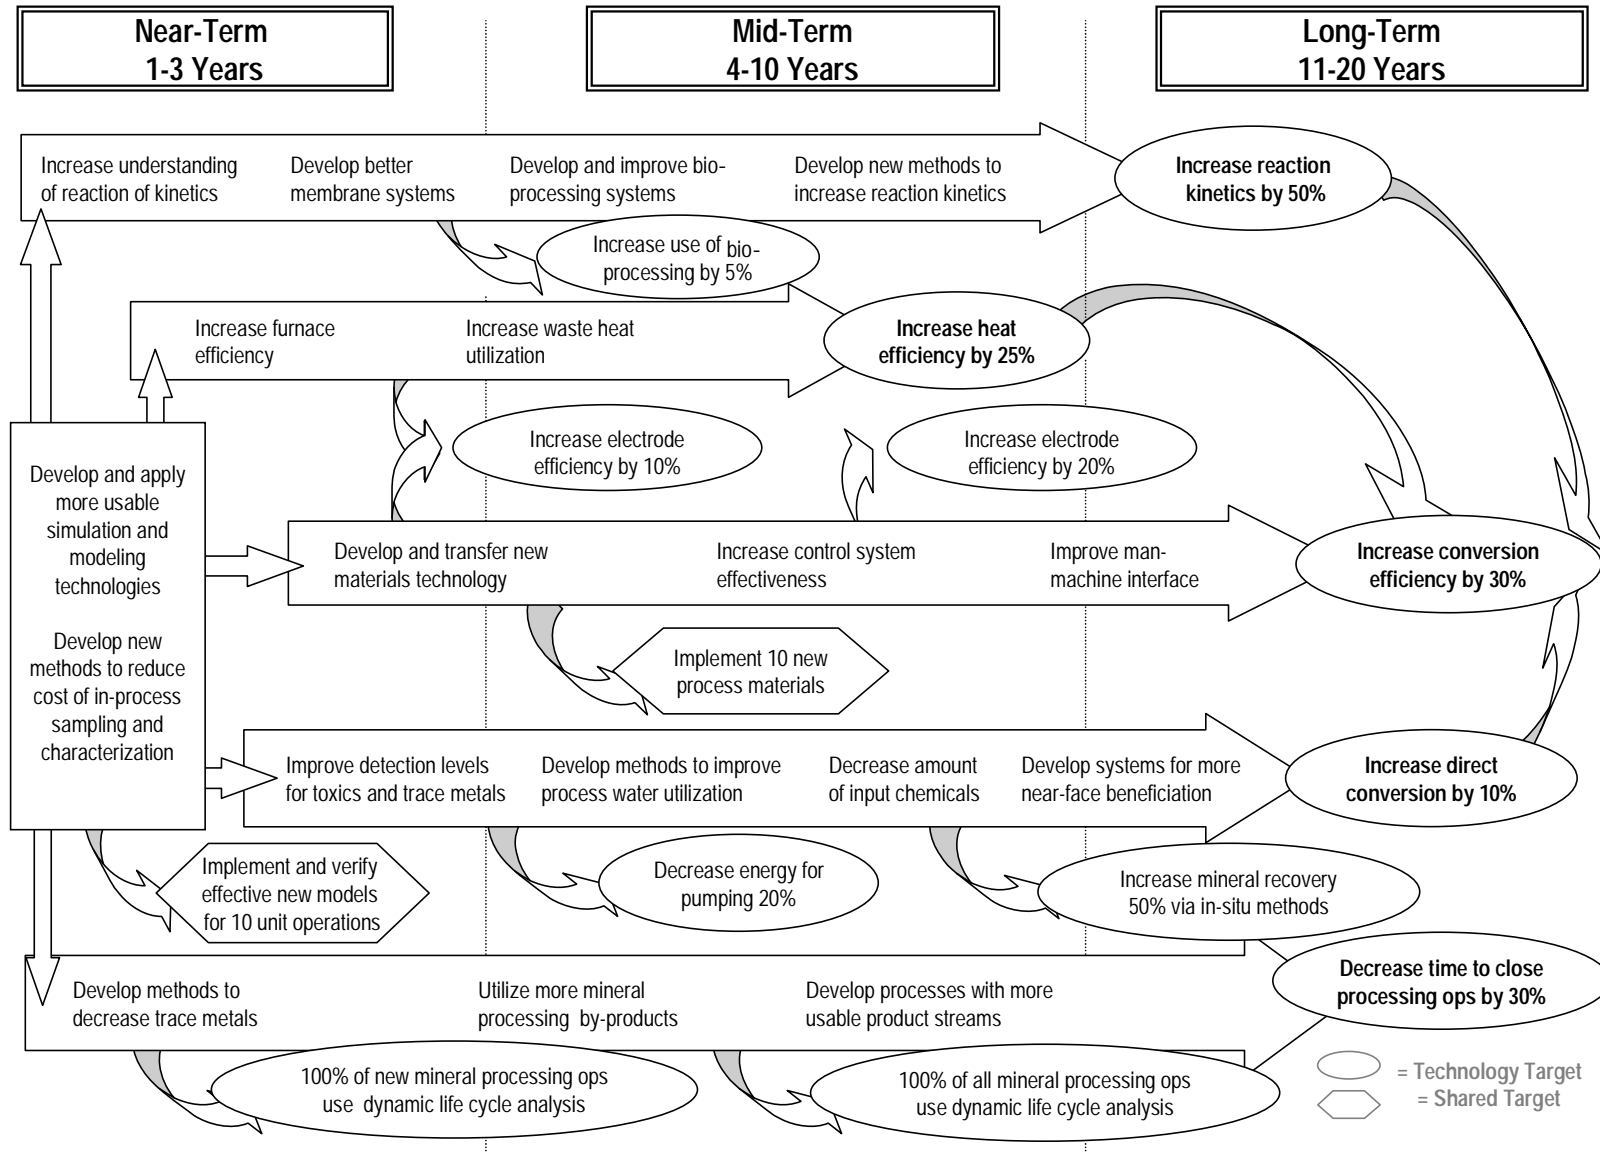 Near-Term
1-3 Years
Mid-Term
4-10 Years
Long-Term
11-20 Years
Increase understanding
of reaction of kinetics
Develop better
membrane systems
Develop and improve bio-
processing systems
Develop new methods to
increase reaction kinetics
Increase reaction
kinetics by 50%
Increase use of bio-
processing by 5%
Increase furnace
efficiency
Increase waste heat
utilization
Increase heat
efficiency by 25%
Increase electrode
efficiency by 10%
Increase electrode
efficiency by 20%
Develop and apply
more usable
simulation and
modeling
technologies
Develop new
methods to reduce
cost of in-process
sampling and
characterization
Develop and transfer new
materials technology
Increase control system
effectiveness
Improve man-
machine interface
Increase conversion
efficiency by 30%
Implement 10 new
process materials
Improve detection levels
for toxics and trace metals
Develop methods to improve
process water utilization
Decrease amount
of input chemicals
Develop systems for more
near-face beneficiation
Increase direct
conversion by 10%
Implement and verify
effective new models
for 10 unit operations
Decrease energy for
pumping 20%
Increase mineral recovery
50% via in-situ methods
Develop methods to
decrease trace metals
Utilize more mineral
processing by-products
Develop processes with more
usable product streams
Decrease time to close
processing ops by 30%
100% of new mineral processing ops
use dynamic life cycle analysis
100% of all mineral processing ops
use dynamic life cycle analysis
= Technology Target
= Shared Target